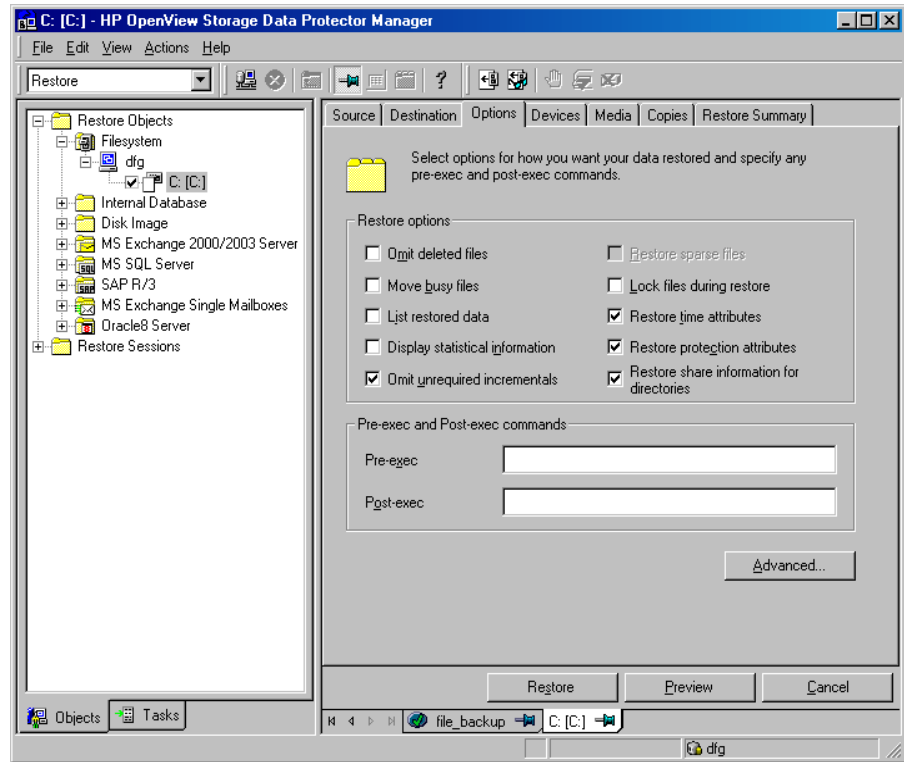 C: [C:] - HP OpenView Storage Data Protector Manager
File Edit View Actions Help
Restore
Restore Objects
Filesystem
dfg
C: [C:]
Internal Database
Disk Image
MS Exchange 2000/2003 Server
MS SQL Server
SAP R/3
MS Exchange Single Mailboxes
Oracle8 Server
Restore Sessions
Objects
Tasks
Source
Destination
Options
Devices
Media
Copies
Restore Summary
Select options for how you want your data restored and specify any
pre-exec and post-exec commands.
Restore options
Omit deleted files
Restore sparse files
Move busy files
Lock files during restore
List restored data
Restore time attributes
Display statistical information
Restore protection attributes
Omit unrequired incrementals
Restore share information for
directories
Pre-exec and Post-exec commands
Pre-exec
Post-exec
Advanced...
Restore
Preview
Cancel
file_backup
C: [C:]
dfg